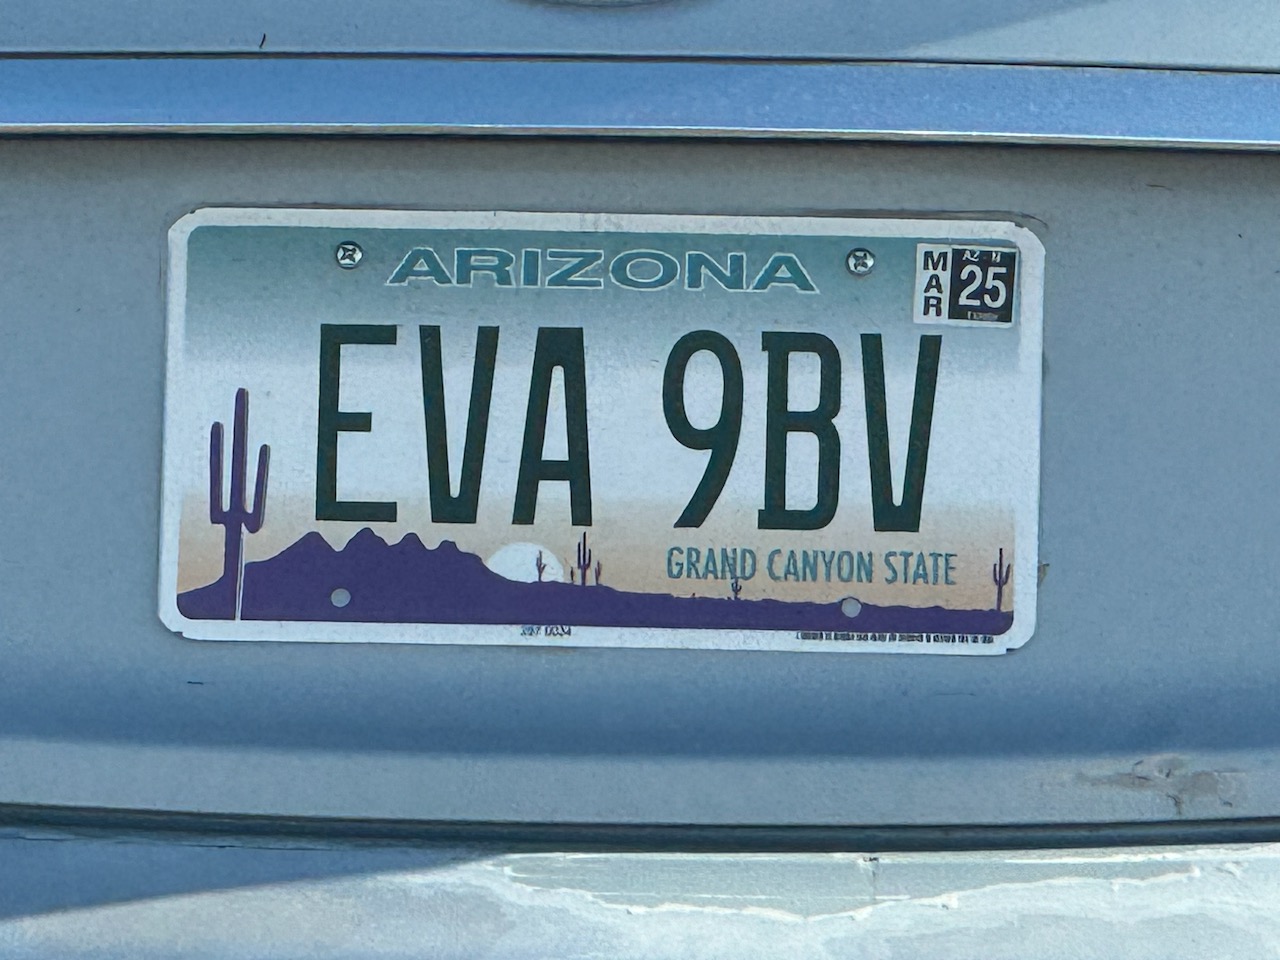 ARIZONA
MAR
25
EVA 9BV
GRAND CANYON STATE